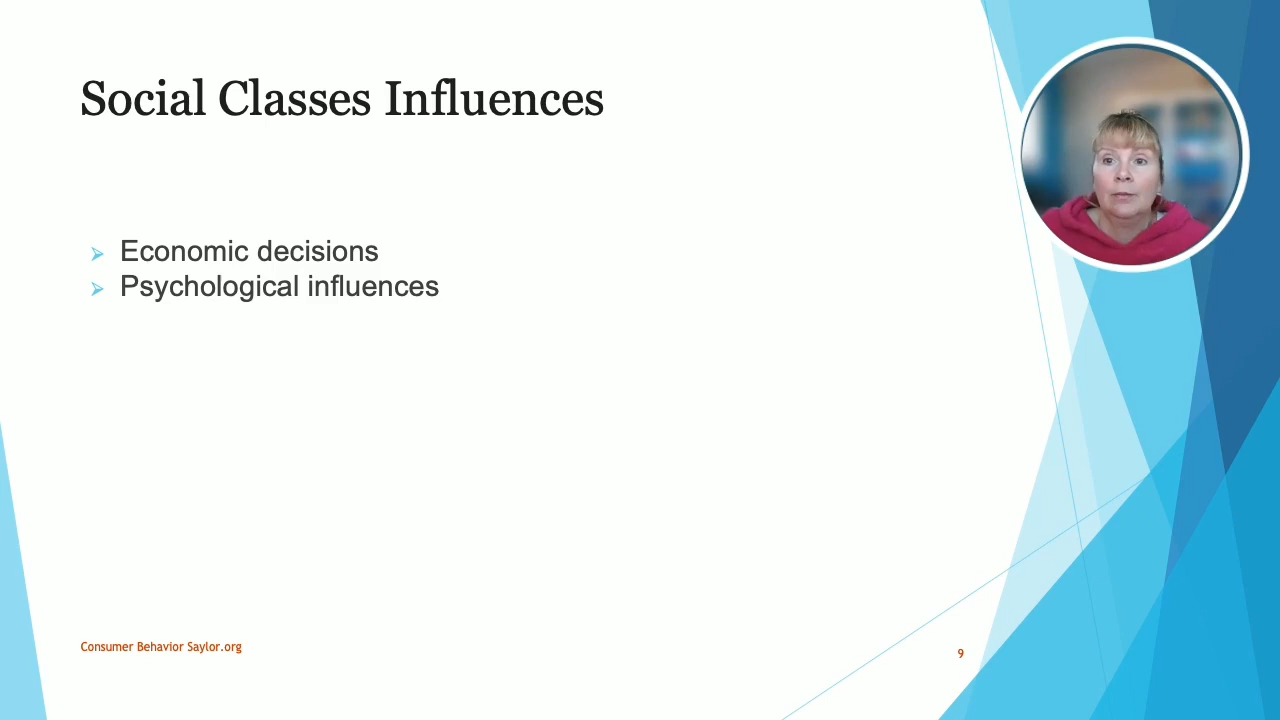 Social Classes Influences
Economic decisions
Psychological influences
Consumer Behavior Saylor.org
9